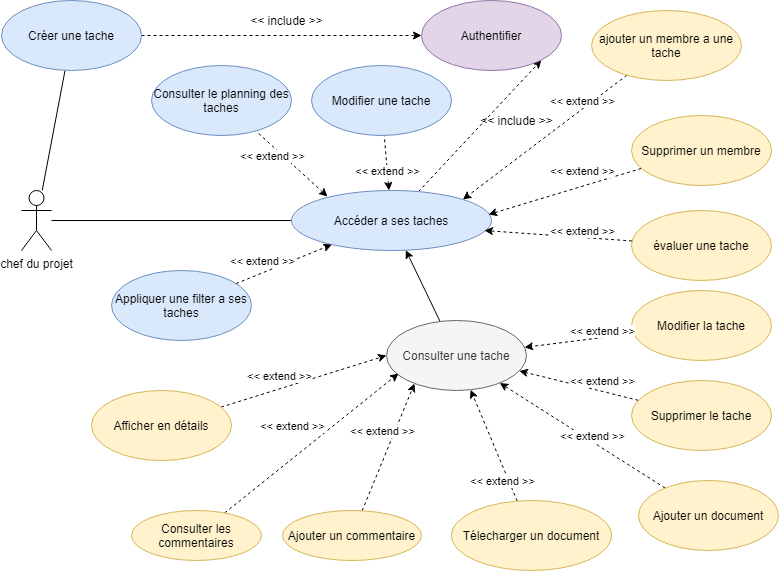 Créer une tache
<< include >>
Authentifier
ajouter un membre a une
tache
Consulter le planning des
taches
Modifier une tache
<< extend >>
<< include >>
Supprimer un membre
<< extend >>
<< extend >>
<< extend >>
Accéder a ses taches
<< extend >>
évaluer une tache
chef du projet
<< extend >>
Appliquer une filter a ses
taches
Modifier la tache
<< extend >>
Consulter une tache
<< extend >>
<< extend >>
Supprimer le tache
Afficher en détails
<< extend >>
<< extend >>
<< extend >>
<< extend >>
Ajouter un document
Consulter les
commentaires
Ajouter un commentaire
Télecharger un document